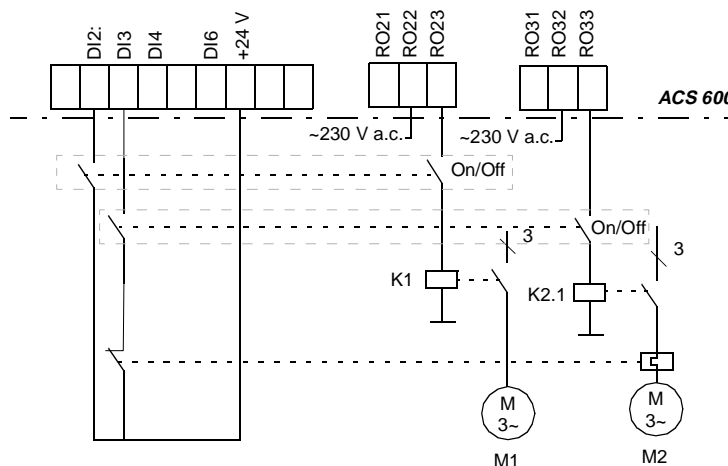 DI2:
DI3
DI4
DI6
+24 V
RO21
RO22
RO23
RO31
RO32
RO33
ACS 600
~230 V a.c.
~230 V a.c.
On/Off
On/Off
3
3
K1
K2.1
M
3~
M
3~
M1
M2